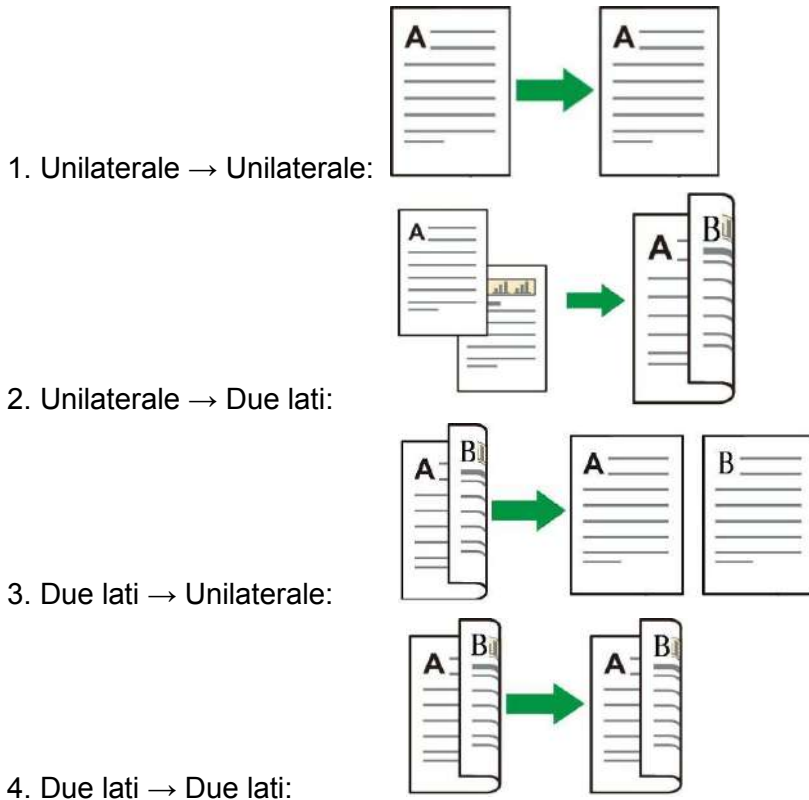 A A
1. Unilaterale → Unilaterale:
A A B
2. Unilaterale → Due lati:
A B A B
3. Due lati → Unilaterale:
A B A B
4. Due lati → Due lati: